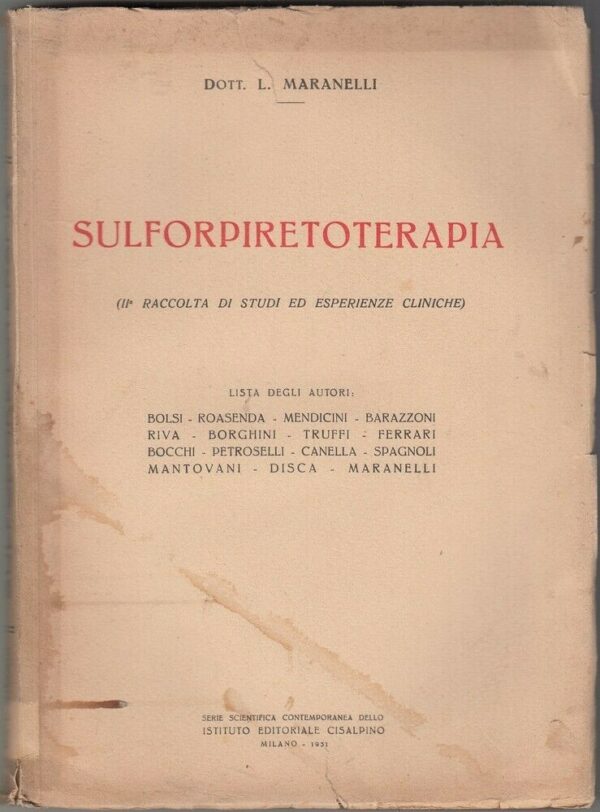 Dott. L. MARANELLI
SULFORPIRETOTERAPIA
(IIª RACCOLTA DI STUDI ED ESPERIENZE CLINICHE)
LISTA DEGLI AUTORI:
BOLSI - ROASENDA - MENDICINI - BARAZZONI
RIVA - BORGHINI - TRUFFI - FERRARI
BOCCHI - PETROSELLI - CANELLA - SPAGNOLI
MANTOVANI - DISCA - MARANELLI
SERIE SCIENTIFICA CONTEMPORANEA DELLO
ISTITUTO EDITORIALE CISALPINO
MILANO - 1931